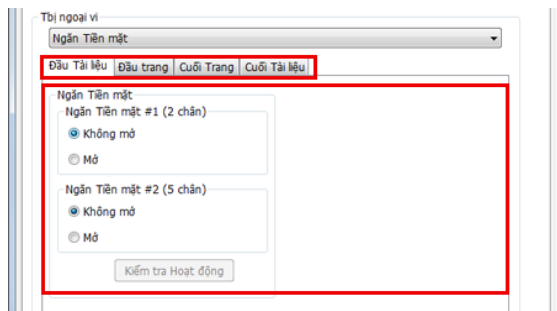 Tbị ngoại vi
Ngăn Tiền mặt
Đầu Tài liệu Đầu trang Cuối Trang Cuối Tài liệu
Ngăn Tiền mặt
Ngăn Tiền mặt #1 (2 chân)
Không mở
Mở
Ngăn Tiền mặt #2 (5 chân)
Không mở
Mở
Kiểm tra Hoạt động